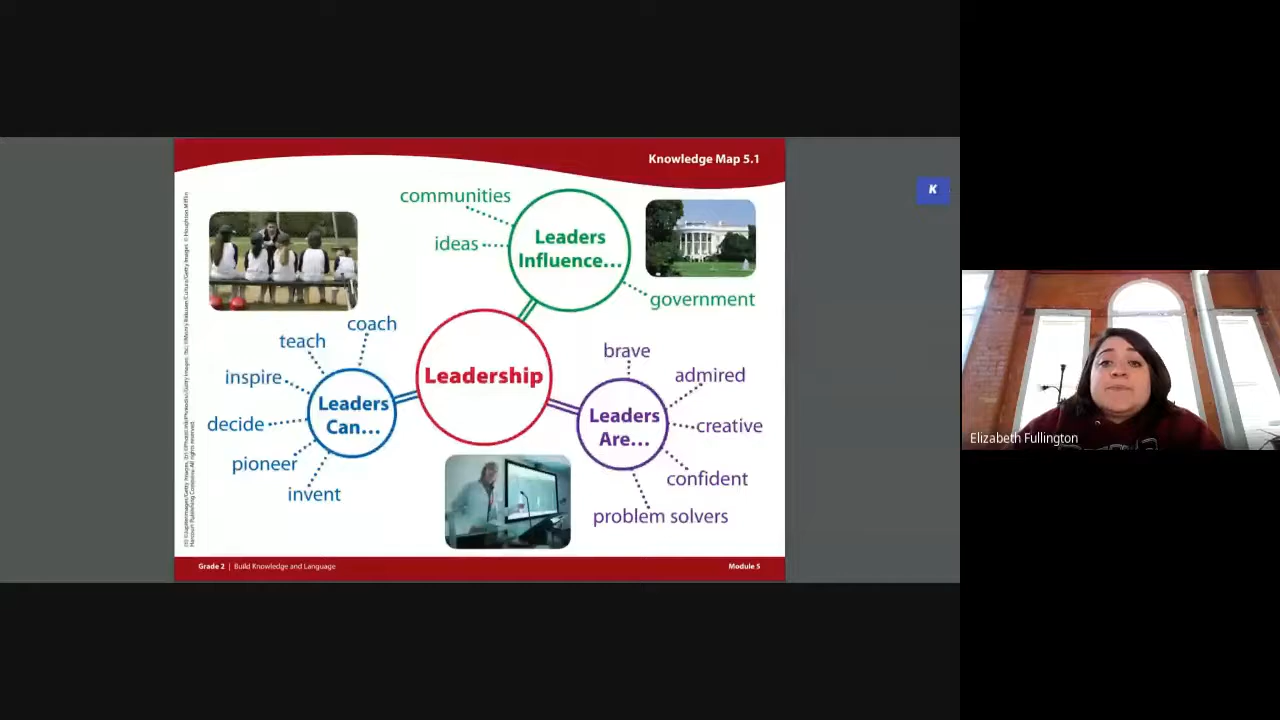 Knowledge Map 5.1
communities
ideas
Leaders
Influence...
government
coach
teach
inspire
decide
pioneer
invent
Leaders
Can...
Leadership
brave
admired
creative
confident
problem solvers
Leaders
Are...
Grade 2 | Build Knowledge and Language
Module 5
K
Elizabeth Fullington